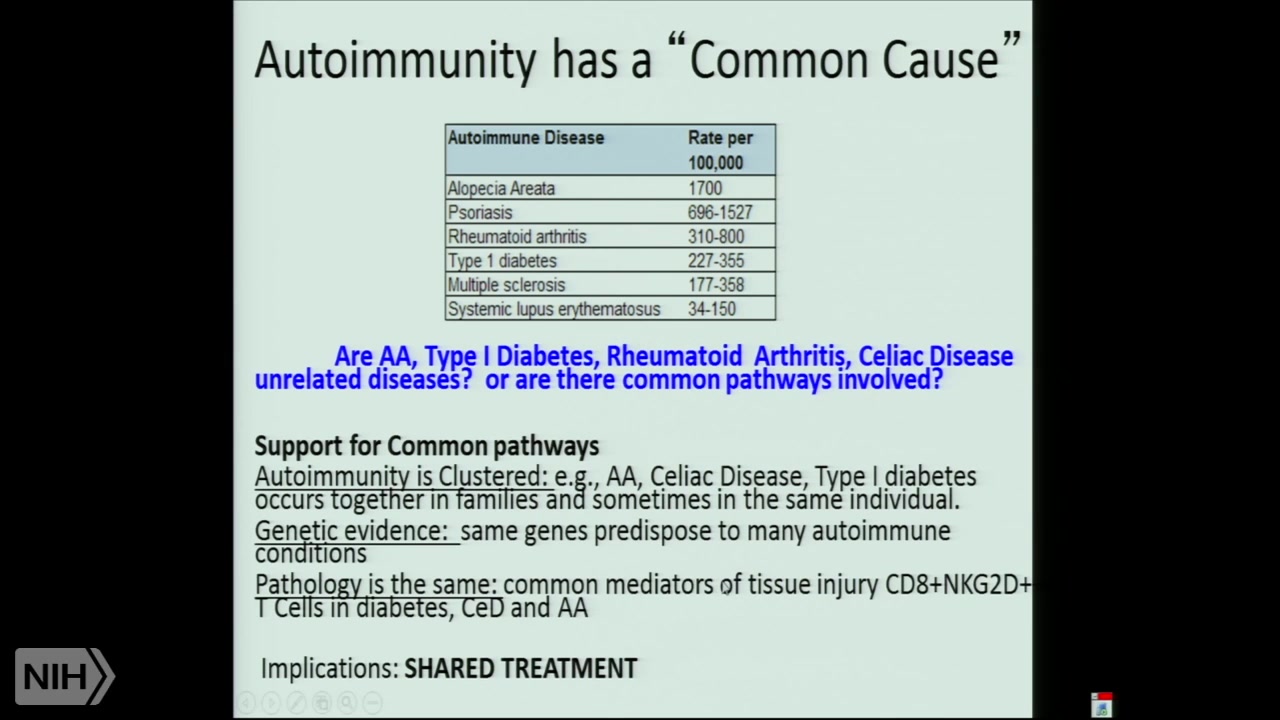 Autoimmunity has a “Common Cause”
Autoimmune Disease Rate per
100,000
Alopecia Areata 1700
Psoriasis 696-1527
Rheumatoid arthritis 310-800
Type 1 diabetes 227-355
Multiple sclerosis 177-358
Systemic lupus erythematosus 34-150
Are AA, Type I Diabetes, Rheumatoid Arthritis, Celiac Disease
unrelated diseases? or are there common pathways involved?
Support for Common pathways
Autoimmunity is Clustered: e.g., AA, Celiac Disease, Type I diabetes
occurs together in families and sometimes in the same individual.
Genetic evidence: same genes predispose to many autoimmune
conditions
Pathology is the same: common mediators of tissue injury CD8+NKG2D+
T Cells in diabetes, CeD and AA
Implications: SHARED TREATMENT
NIH